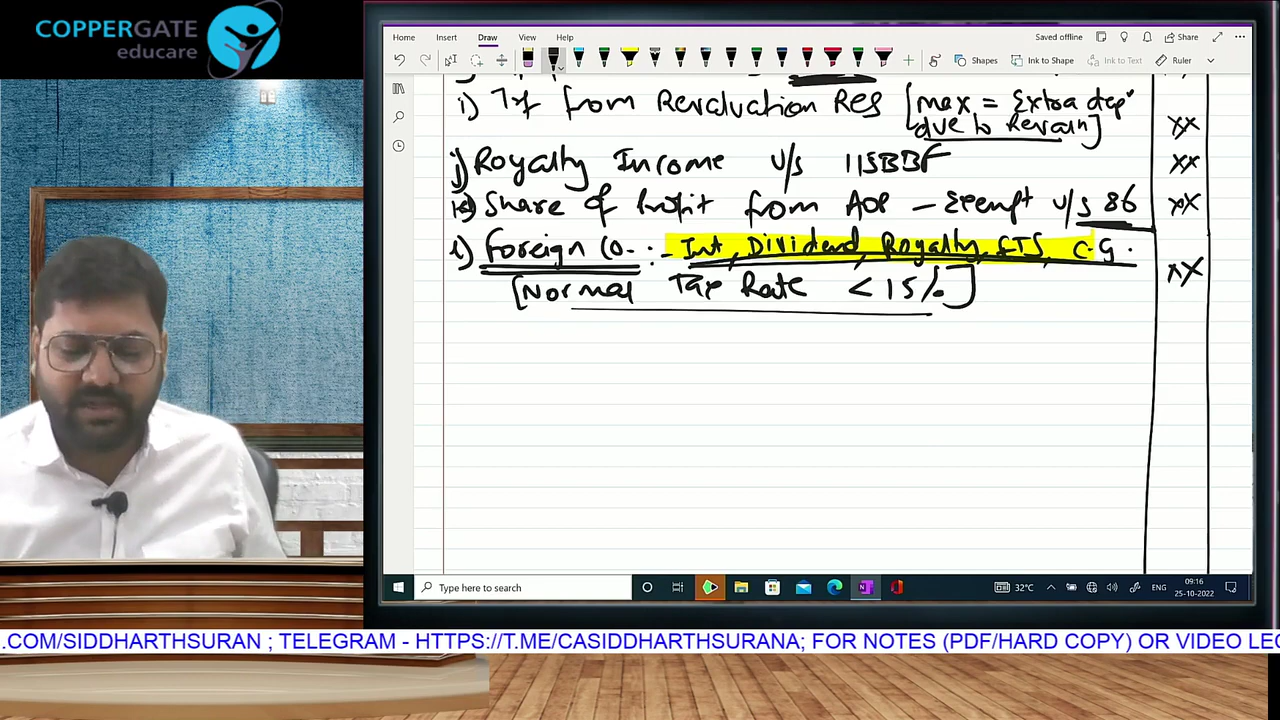 COPPERGATE
educare
Home Insert Draw View Help
Saved offline Share
Shapes Ink to Shape Ink to Text Ruler
i) Tf from Revaluation Res [max = Extra dep
due to Revaln] xx
j) Royalty Income u/s 115BBF xx
k) Share of Profit from AOP - Exempt u/s 86 xx
l) Foreign Co. :- Int, Dividend, Royalty, FTS, C.G. xx
[Normal Tax Rate < 15%]
Type here to search
32°C ENG 09:16
25-10-2022
.COM/SIDDHARTHSURAN ; TELEGRAM - HTTPS://T.ME/CASIDDHARTHSURANA; FOR NOTES (PDF/HARD COPY) OR VIDEO LEC